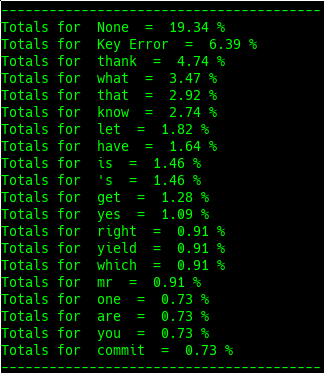 ----------------------------------------
Totals for  None  =  19.34 %
Totals for  Key Error  =  6.39 %
Totals for  thank  =  4.74 %
Totals for  what  =  3.47 %
Totals for  that  =  2.92 %
Totals for  know  =  2.74 %
Totals for  let  =  1.82 %
Totals for  have  =  1.64 %
Totals for  is  =  1.46 %
Totals for  's  =  1.46 %
Totals for  get  =  1.28 %
Totals for  yes  =  1.09 %
Totals for  right  =  0.91 %
Totals for  yield  =  0.91 %
Totals for  which  =  0.91 %
Totals for  mr  =  0.91 %
Totals for  one  =  0.73 %
Totals for  are  =  0.73 %
Totals for  you  =  0.73 %
Totals for  commit  =  0.73 %
----------------------------------------